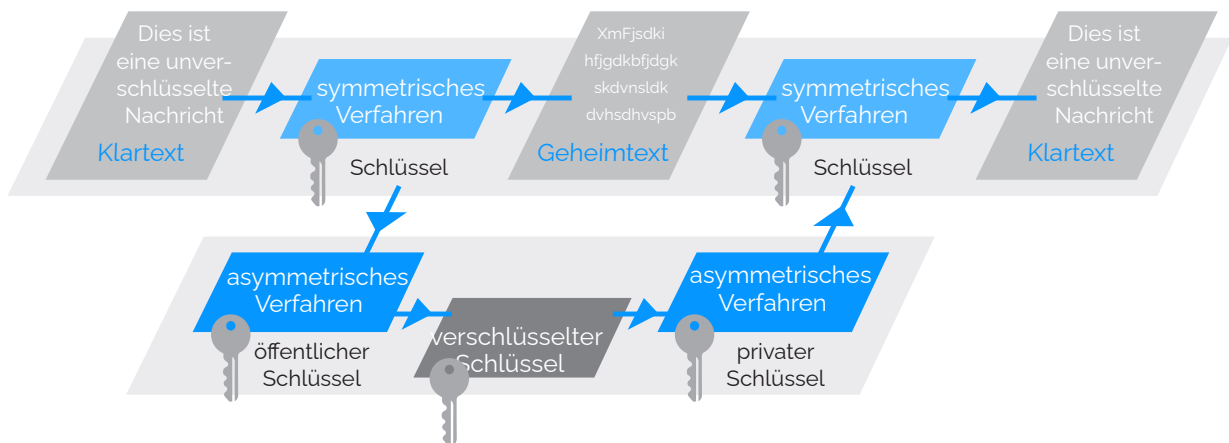 Dies ist
eine unver-
schlüsselte
Nachricht
Klartext
symmetrisches
Verfahren
Schlüssel
XmFjsdki
hfjgdkbfjdgk
skdvnsldk
dvhsdhvspb
Geheimtext
symmetrisches
Verfahren
Schlüssel
Dies ist
eine unver-
schlüsselte
Nachricht
Klartext
asymmetrisches
Verfahren
öffentlicher
Schlüssel
verschlüsselter
Schlüssel
asymmetrisches
Verfahren
privater
Schlüssel